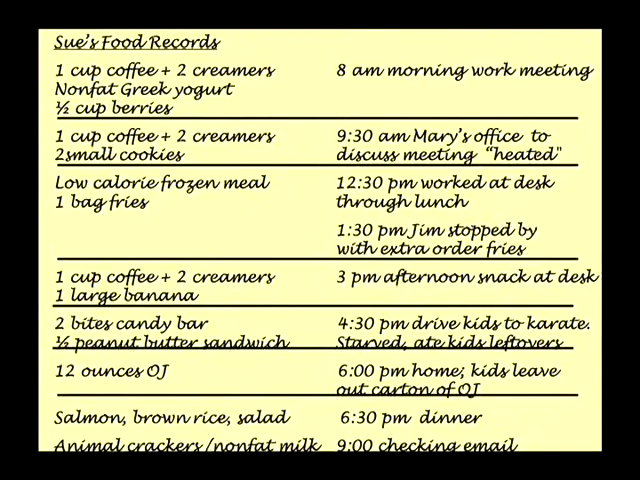 Sue's Food Records
1 cup coffee + 2 creamers 8 am morning work meeting
Nonfat Greek yogurt
½ cup berries
1 cup coffee + 2 creamers 9:30 am Mary's office to
2small cookies discuss meeting "heated"
Low calorie frozen meal 12:30 pm worked at desk
1 bag fries through lunch
1:30 pm Jim stopped by
with extra order fries
1 cup coffee + 2 creamers 3 pm afternoon snack at desk
1 large banana
2 bites candy bar 4:30 pm drive kids to karate.
½ peanut butter sandwich Starved, ate kids leftovers
12 ounces OJ 6:00 pm home; kids leave
out carton of OJ
Salmon, brown rice, salad 6:30 pm dinner
Animal crackers /nonfat milk 9:00 checking email